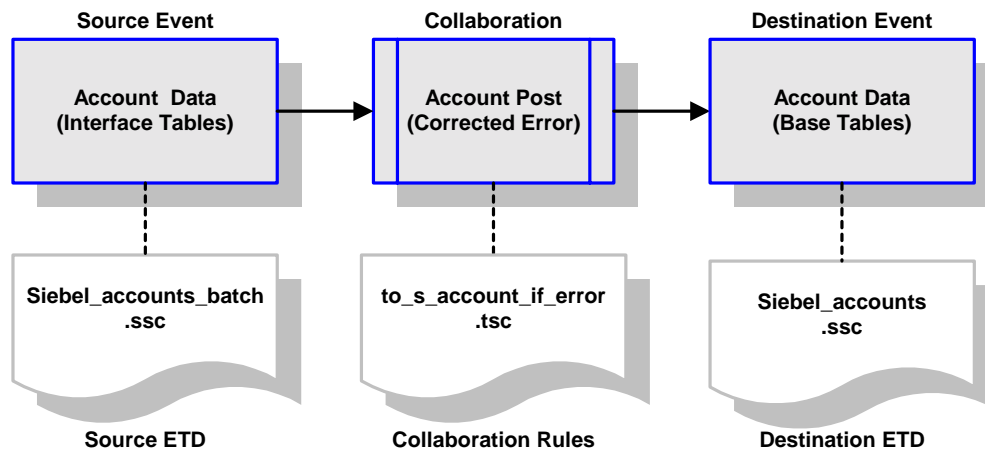 Source Event
Collaboration
Destination Event
Account Data
(Interface Tables)
Account Post
(Corrected Error)
Account Data
(Base Tables)
Siebel_accounts_batch
.ssc
to_s_account_if_error
.tsc
Siebel_accounts
.ssc
Source ETD
Collaboration Rules
Destination ETD